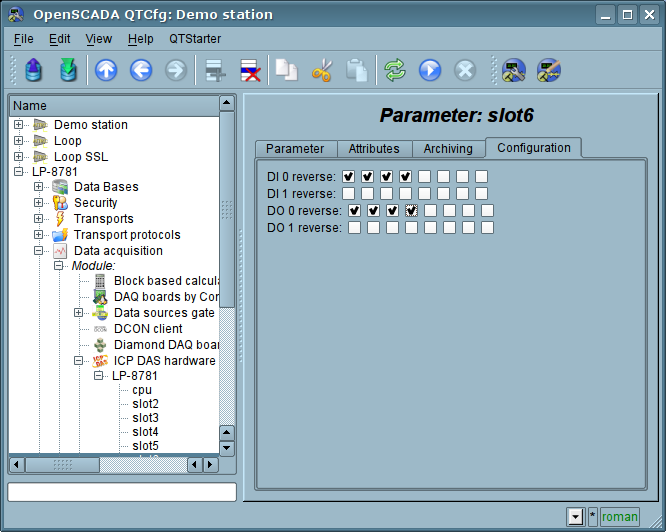 OpenSCADA QTCfg: Demo station
File Edit View Help QTStarter
Name
Demo station
Loop
Loop SSL
LP-8781
Data Bases
Security
Transports
Transport protocols
Data acquisition
Module:
Block based calcula
DAQ boards by Cor
Data sources gate
DCON client
Diamond DAQ boar
ICP DAS hardware
LP-8781
cpu
slot2
slot3
slot4
slot5
Parameter: slot6
Parameter Attributes Archiving Configuration
DI 0 reverse:
DI 1 reverse:
DO 0 reverse:
DO 1 reverse:
* roman